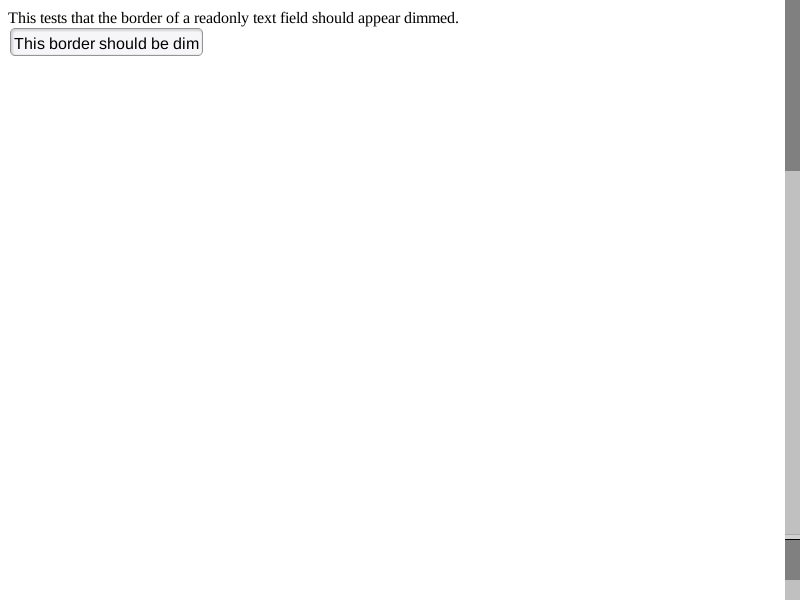 This tests that the border of a readonly text field should appear dimmed.
This border should be dim